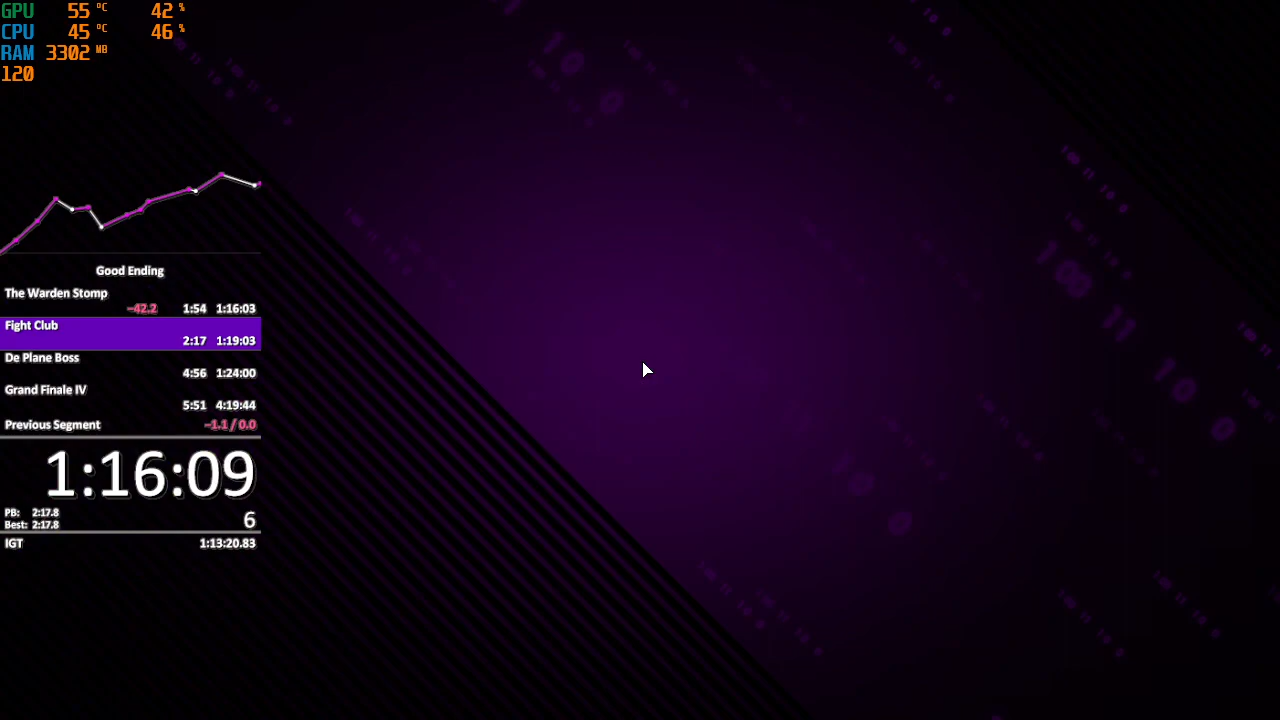 GPU 55 °C 42 %
CPU 45 °C 46 %
RAM 3302 MB
120
Good Ending
The Warden Stomp
−42.2 1:54 1:16:03
Fight Club
2:17 1:19:03
De Plane Boss
4:56 1:24:00
Grand Finale IV
5:51 4:19:44
Previous Segment −1.1 / 0.0
1:16:09
PB: 2:17.8
Best: 2:17.8
6
IGT 1:13:20.83